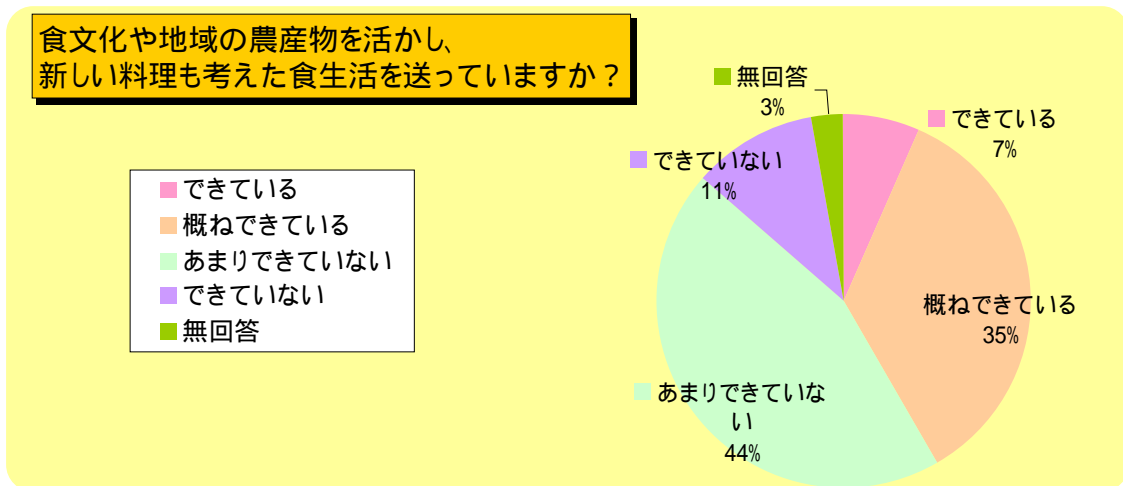 食文化や地域の農産物を活かし、
新しい料理も考えた食生活を送っていますか？
できている
概ねできている
あまりできていない
できていない
無回答
無回答
3%
できている
7%
できていない
11%
概ねできている
35%
あまりできていな
い
44%